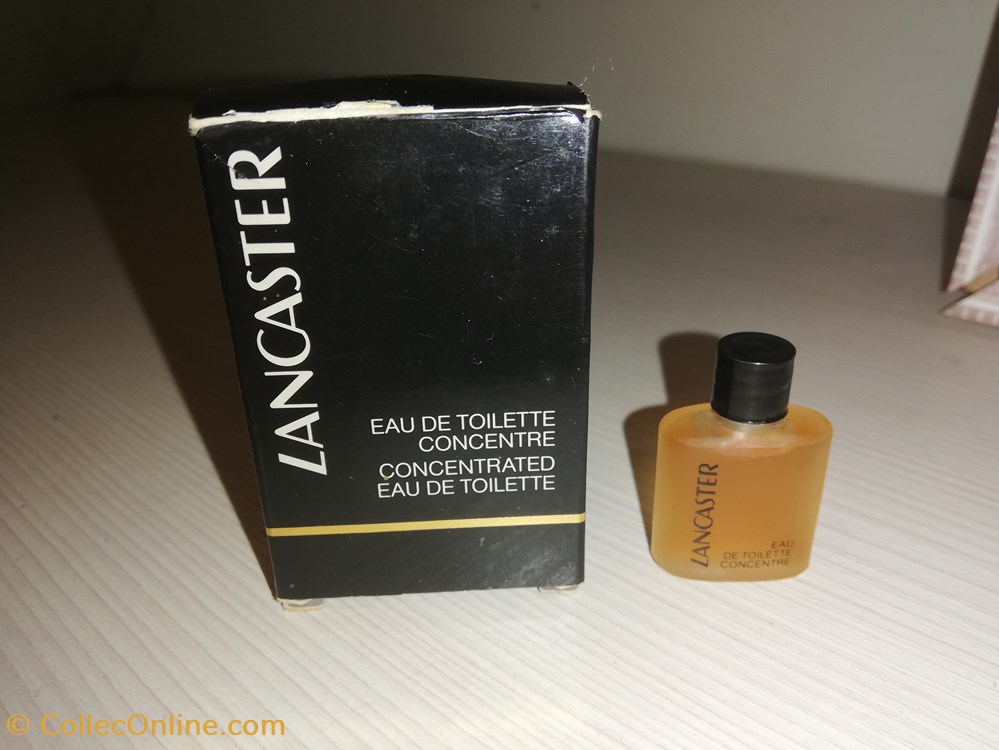 LANCASTER
EAU DE TOILETTE
CONCENTRE
CONCENTRATED
EAU DE TOILETTE
LANCASTER
EAU
DE TOILETTE
CONCENTRE
© CollecOnline.com